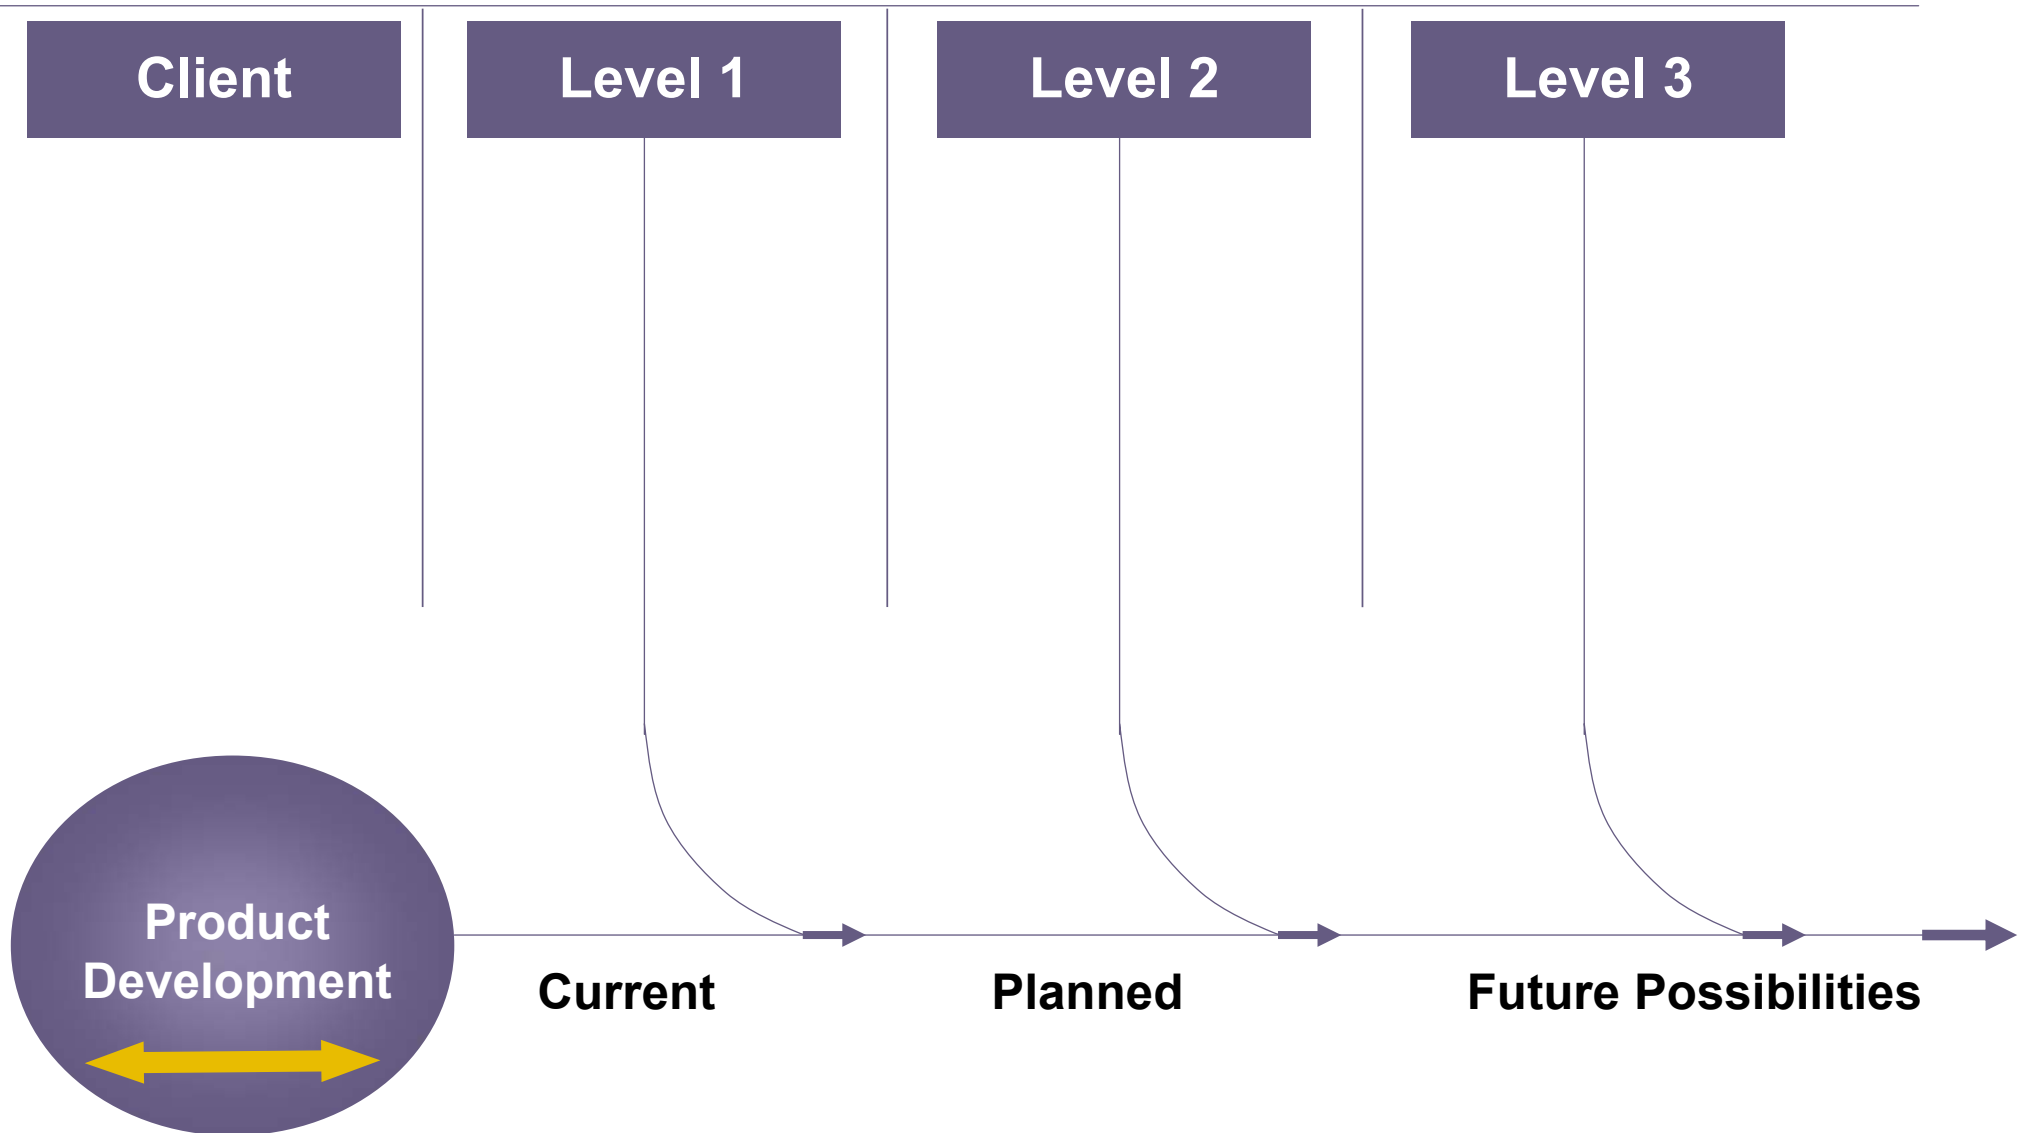 Client
Level 1
Level 2
Level 3
Product
Development
Current
Planned
Future Possibilities